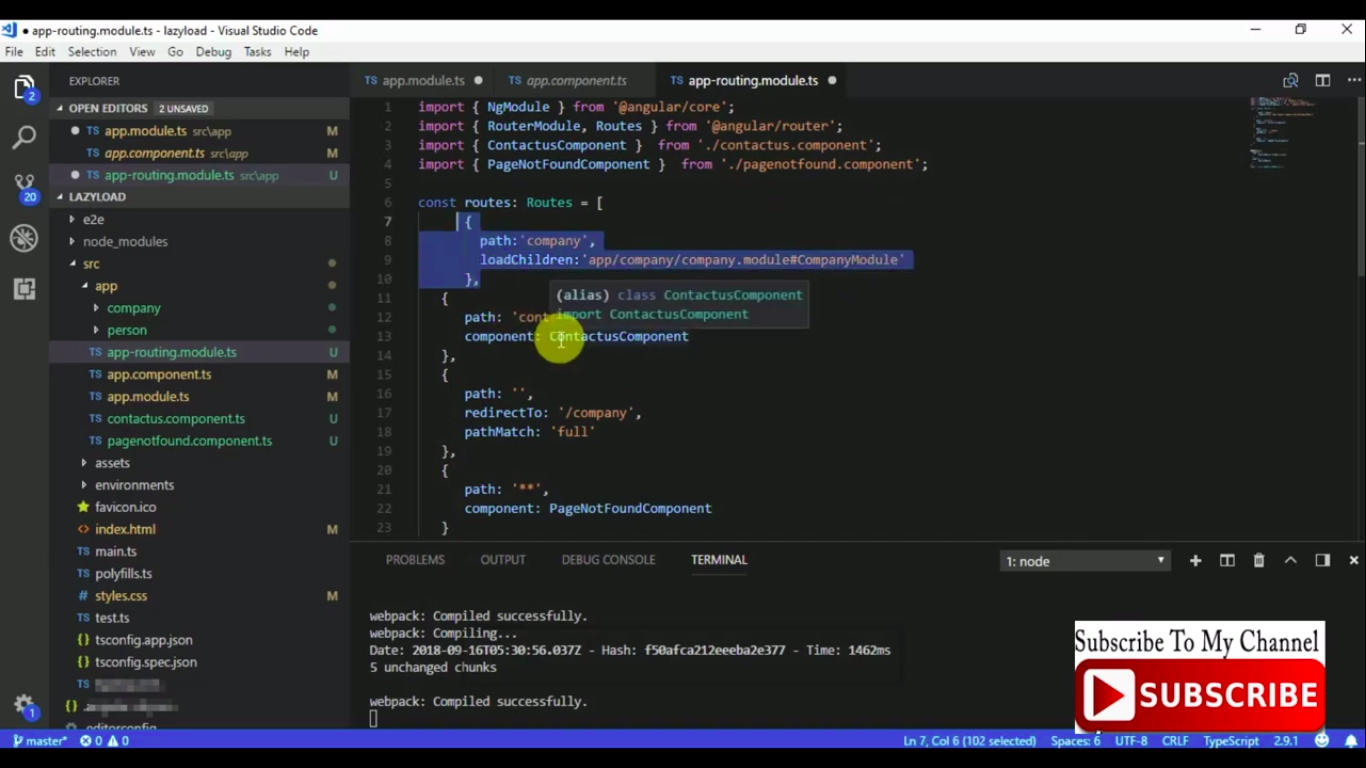 ● app-routing.module.ts - lazyload - Visual Studio Code
File Edit Selection View Go Debug Tasks Help
EXPLORER
OPEN EDITORS 2 UNSAVED
● TS app.module.ts src\app M
TS app.component.ts src\app M
● TS app-routing.module.ts src\app U
LAZYLOAD
e2e
node_modules
src
app
company
person
TS app-routing.module.ts U
TS app.component.ts M
TS app.module.ts M
TS contactus.component.ts U
TS pagenotfound.component.ts U
assets
environments
favicon.ico
<> index.html M
TS main.ts
TS polyfills.ts
# styles.css M
TS test.ts
{} tsconfig.app.json
{} tsconfig.spec.json
TS
{}
.editorconfig
2
20
1
TS app.module.ts ● TS app.component.ts TS app-routing.module.ts ●
1 import { NgModule } from '@angular/core';
2 import { RouterModule, Routes } from '@angular/router';
3 import { ContactusComponent } from './contactus.component';
4 import { PageNotFoundComponent } from './pagenotfound.component';
5
6 const routes: Routes = [
7 {
8 path:'company',
9 loadChildren:'app/company/company.module#CompanyModule'
10 },
11 {
12 path: 'cont
13 component: ContactusComponent
14 },
15 {
16 path: '',
17 redirectTo: '/company',
18 pathMatch: 'full'
19 },
20 {
21 path: '**',
22 component: PageNotFoundComponent
23 }
(alias) class ContactusComponent
import ContactusComponent
PROBLEMS OUTPUT DEBUG CONSOLE TERMINAL 1: node
webpack: Compiled successfully.
webpack: Compiling...
Date: 2018-09-16T05:30:56.037Z - Hash: f50afca212eeeba2e377 - Time: 1462ms
5 unchanged chunks
webpack: Compiled successfully.
Subscribe To My Channel
SUBSCRIBE
master* 0 0 Ln 7, Col 6 (102 selected) Spaces: 6 UTF-8 CRLF TypeScript 2.9.1